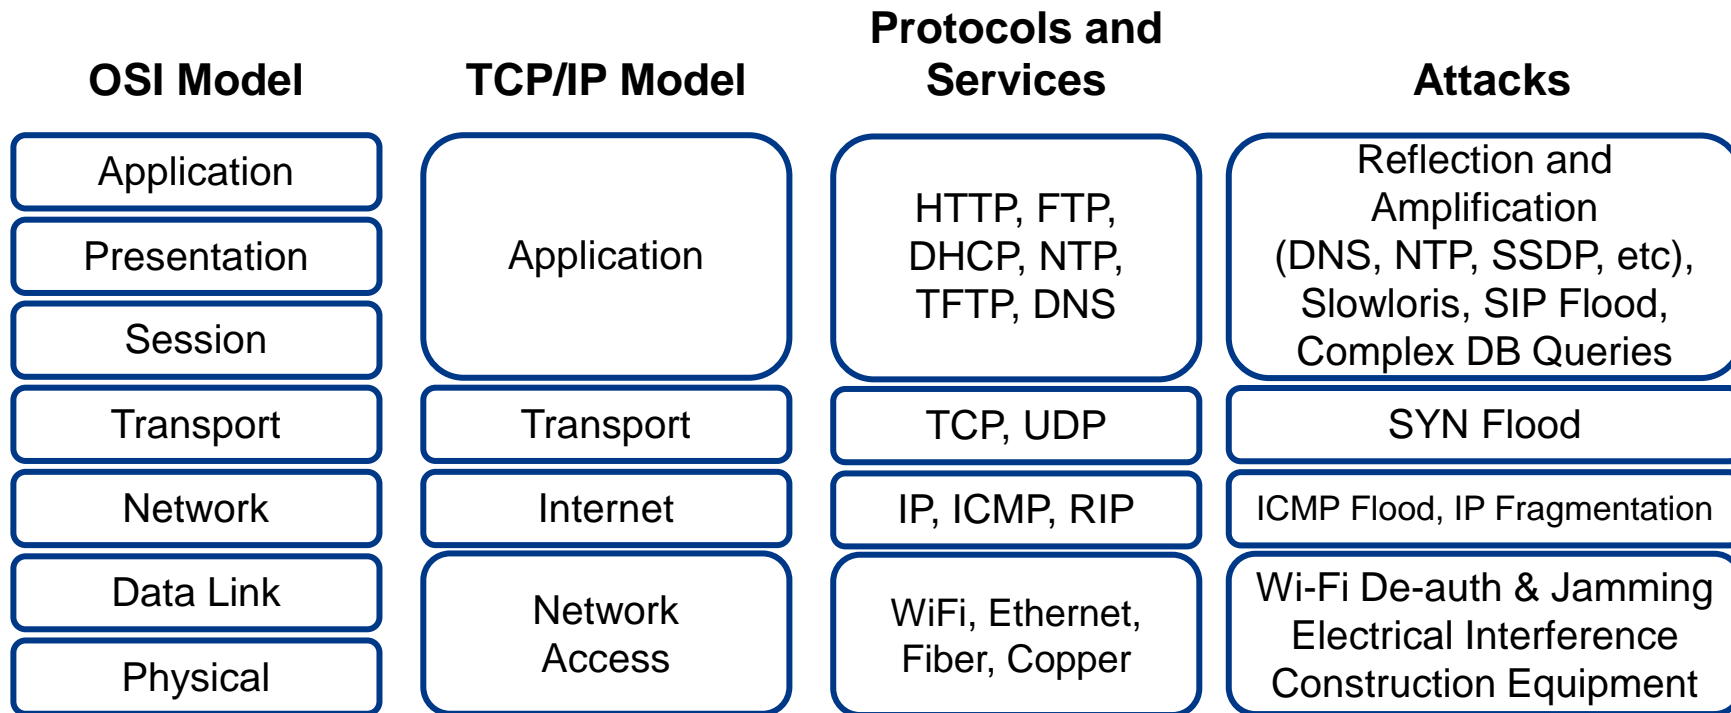 OSI Model
TCP/IP Model
Protocols and
Services
Attacks
Application
Presentation
Session
Transport
Network
Data Link
Physical
Application
Transport
Internet
Network
Access
HTTP, FTP,
DHCP, NTP,
TFTP, DNS
TCP, UDP
IP, ICMP, RIP
WiFi, Ethernet,
Fiber, Copper
Reflection and
Amplification
(DNS, NTP, SSDP, etc),
Slowloris, SIP Flood,
Complex DB Queries
SYN Flood
ICMP Flood, IP Fragmentation
Wi-Fi De-auth & Jamming
Electrical Interference
Construction Equipment